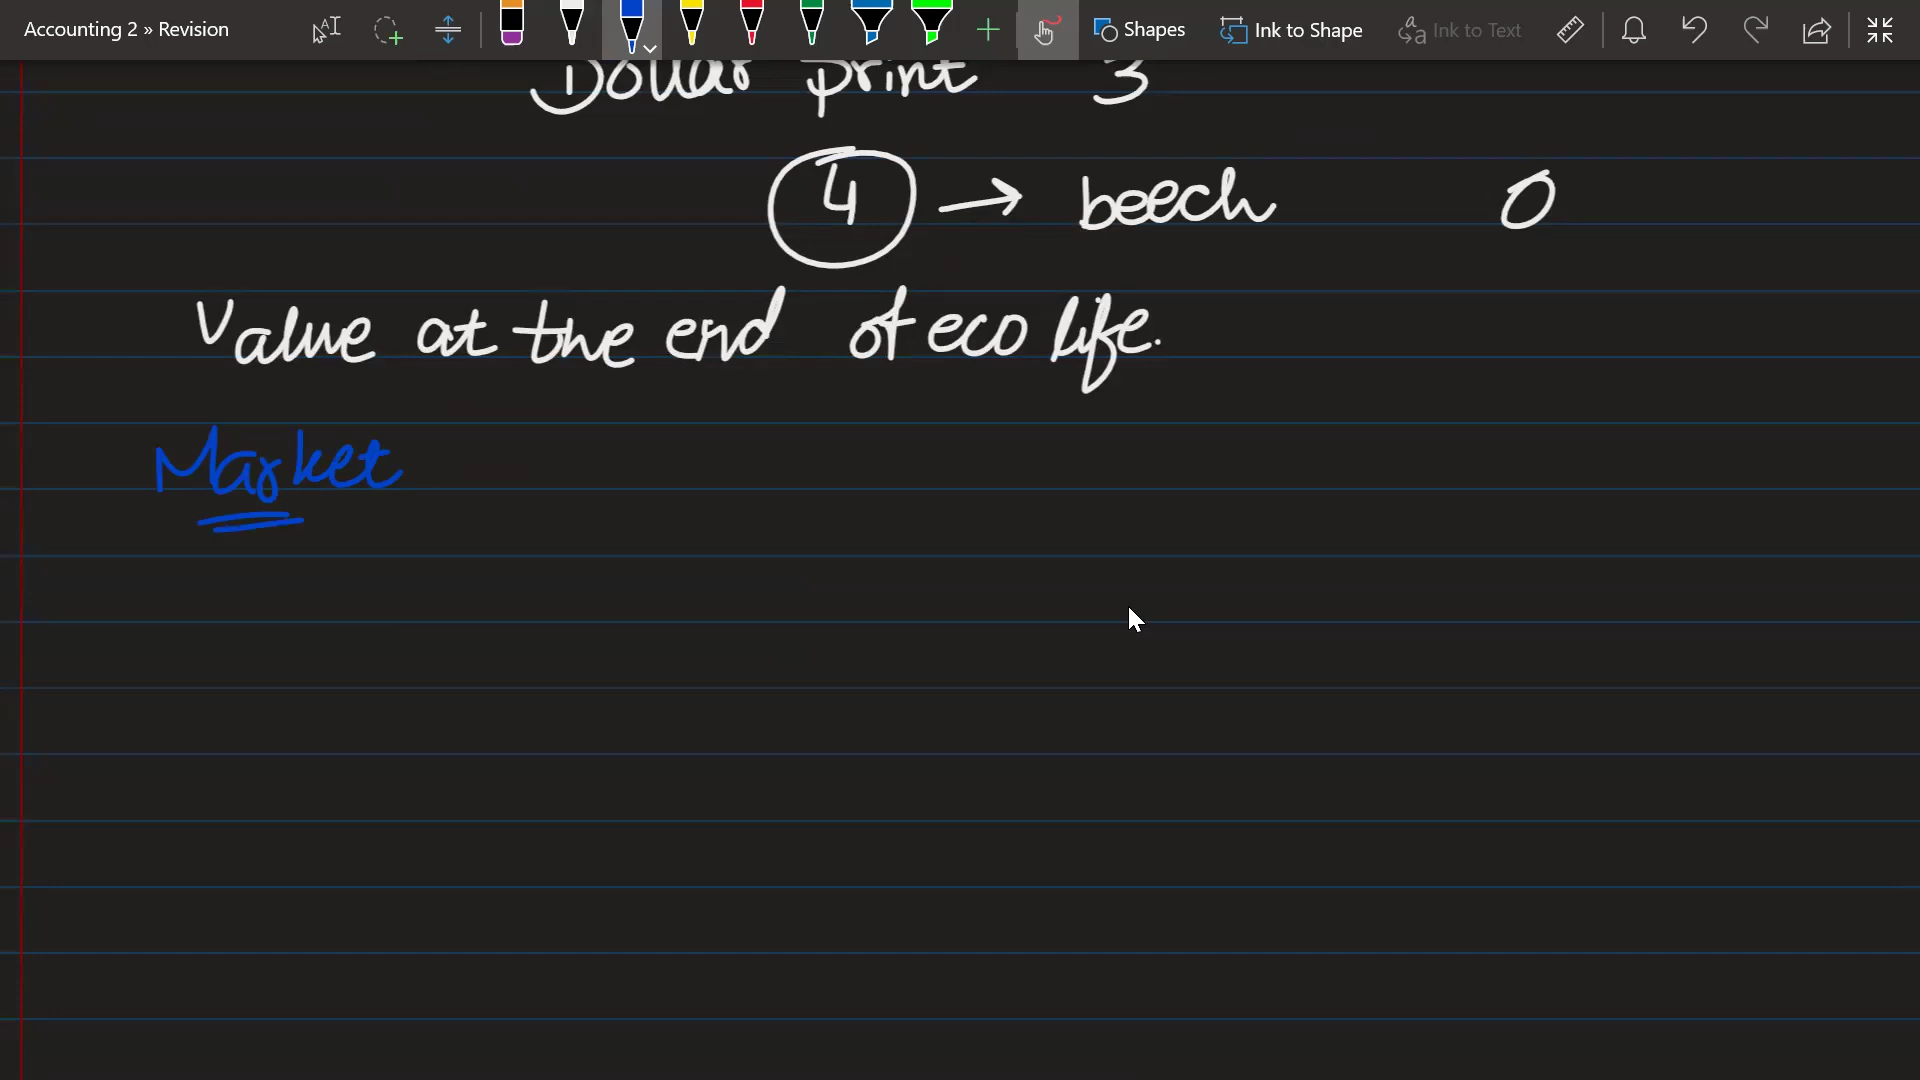 Accounting 2 » Revision Shapes Ink to Shape Ink to Text
Dollar print 3
4 → beech 0
Value at the end of eco life.
Market